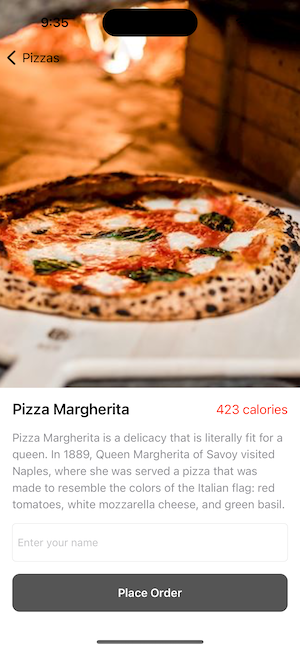 9:35
Pizzas
Pizza Margherita
423 calories
Pizza Margherita is a delicacy that is literally fit for a
queen. In 1889, Queen Margherita of Savoy visited
Naples, where she was served a pizza that was
made to resemble the colors of the Italian flag: red
tomatoes, white mozzarella cheese, and green basil.
Enter your name
Place Order